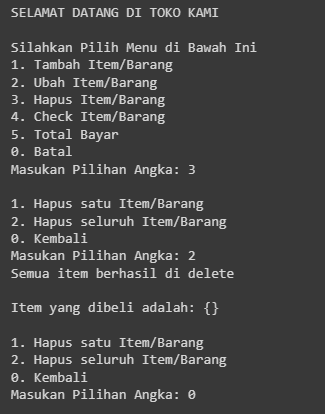 SELAMAT DATANG DI TOKO KAMI
Silahkan Pilih Menu di Bawah Ini
1. Tambah Item/Barang
2. Ubah Item/Barang
3. Hapus Item/Barang
4. Check Item/Barang
5. Total Bayar
0. Batal
Masukan Pilihan Angka: 3
1. Hapus satu Item/Barang
2. Hapus seluruh Item/Barang
0. Kembali
Masukan Pilihan Angka: 2
Semua item berhasil di delete
Item yang dibeli adalah: {}
1. Hapus satu Item/Barang
2. Hapus seluruh Item/Barang
0. Kembali
Masukan Pilihan Angka: 0